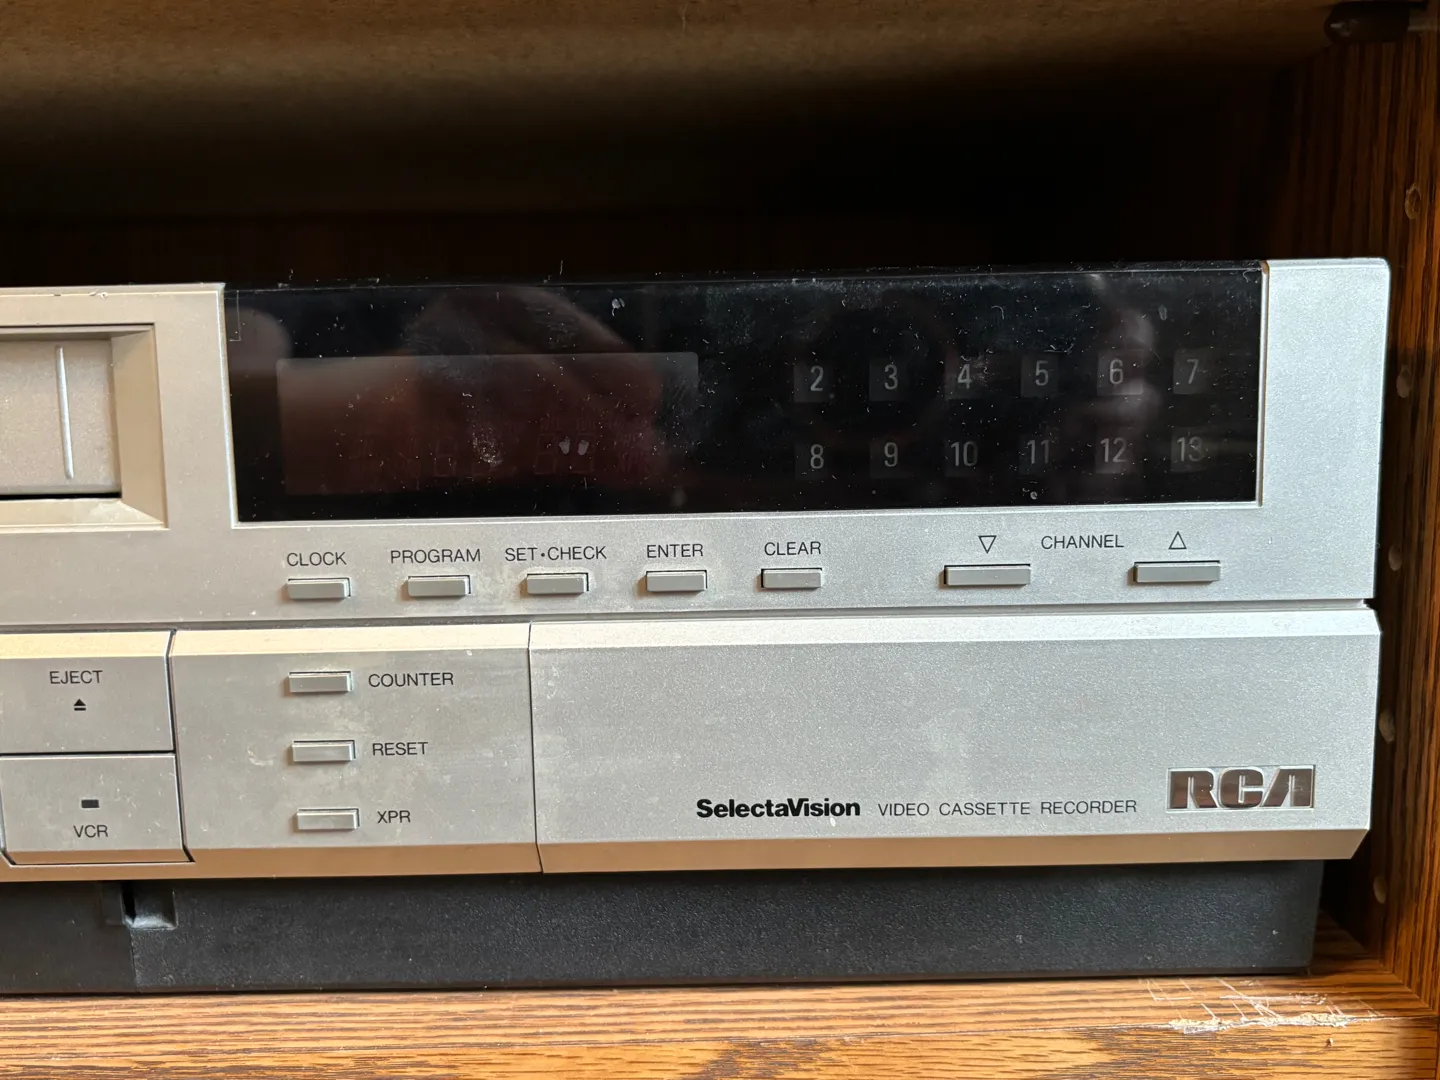 2 3 4 5 6 7
8 9 10 11 12 13
CLOCK PROGRAM SET•CHECK ENTER CLEAR ▽ CHANNEL △
EJECT
COUNTER
RESET
VCR
XPR
SelectaVision VIDEO CASSETTE RECORDER RCA